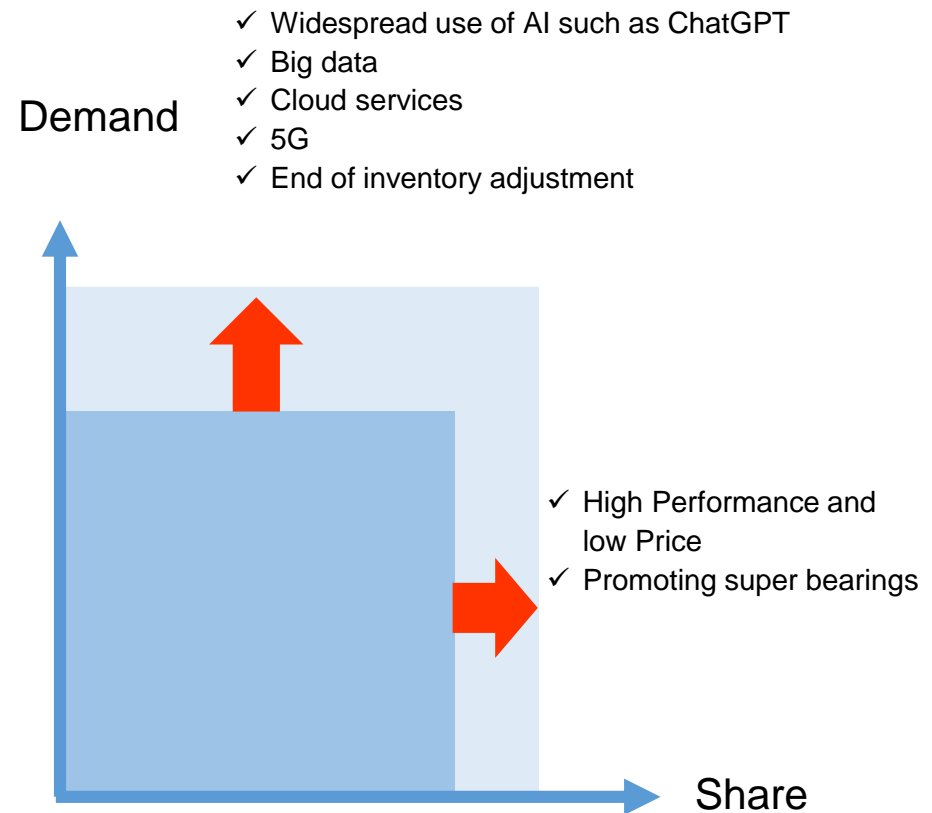 ✓ Widespread use of AI such as ChatGPT
✓ Big data
✓ Cloud services
✓ 5G
✓ End of inventory adjustment
Demand
✓ High Performance and
low Price
✓ Promoting super bearings
Share